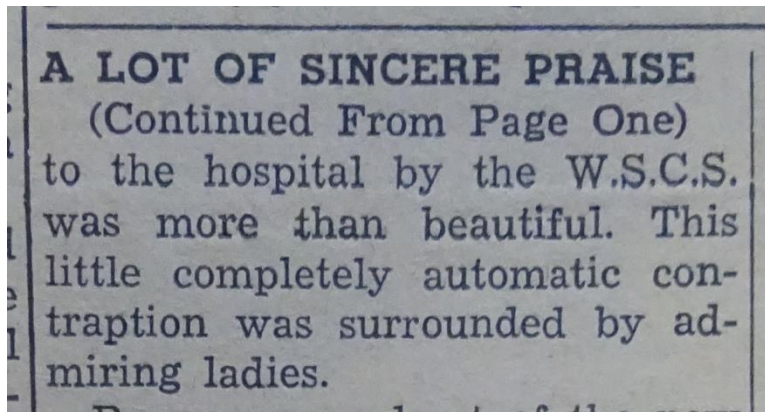 A LOT OF SINCERE PRAISE
(Continued From Page One)
to the hospital by the W.S.C.S.
was more than beautiful. This
little completely automatic con-
traption was surrounded by ad-
miring ladies.